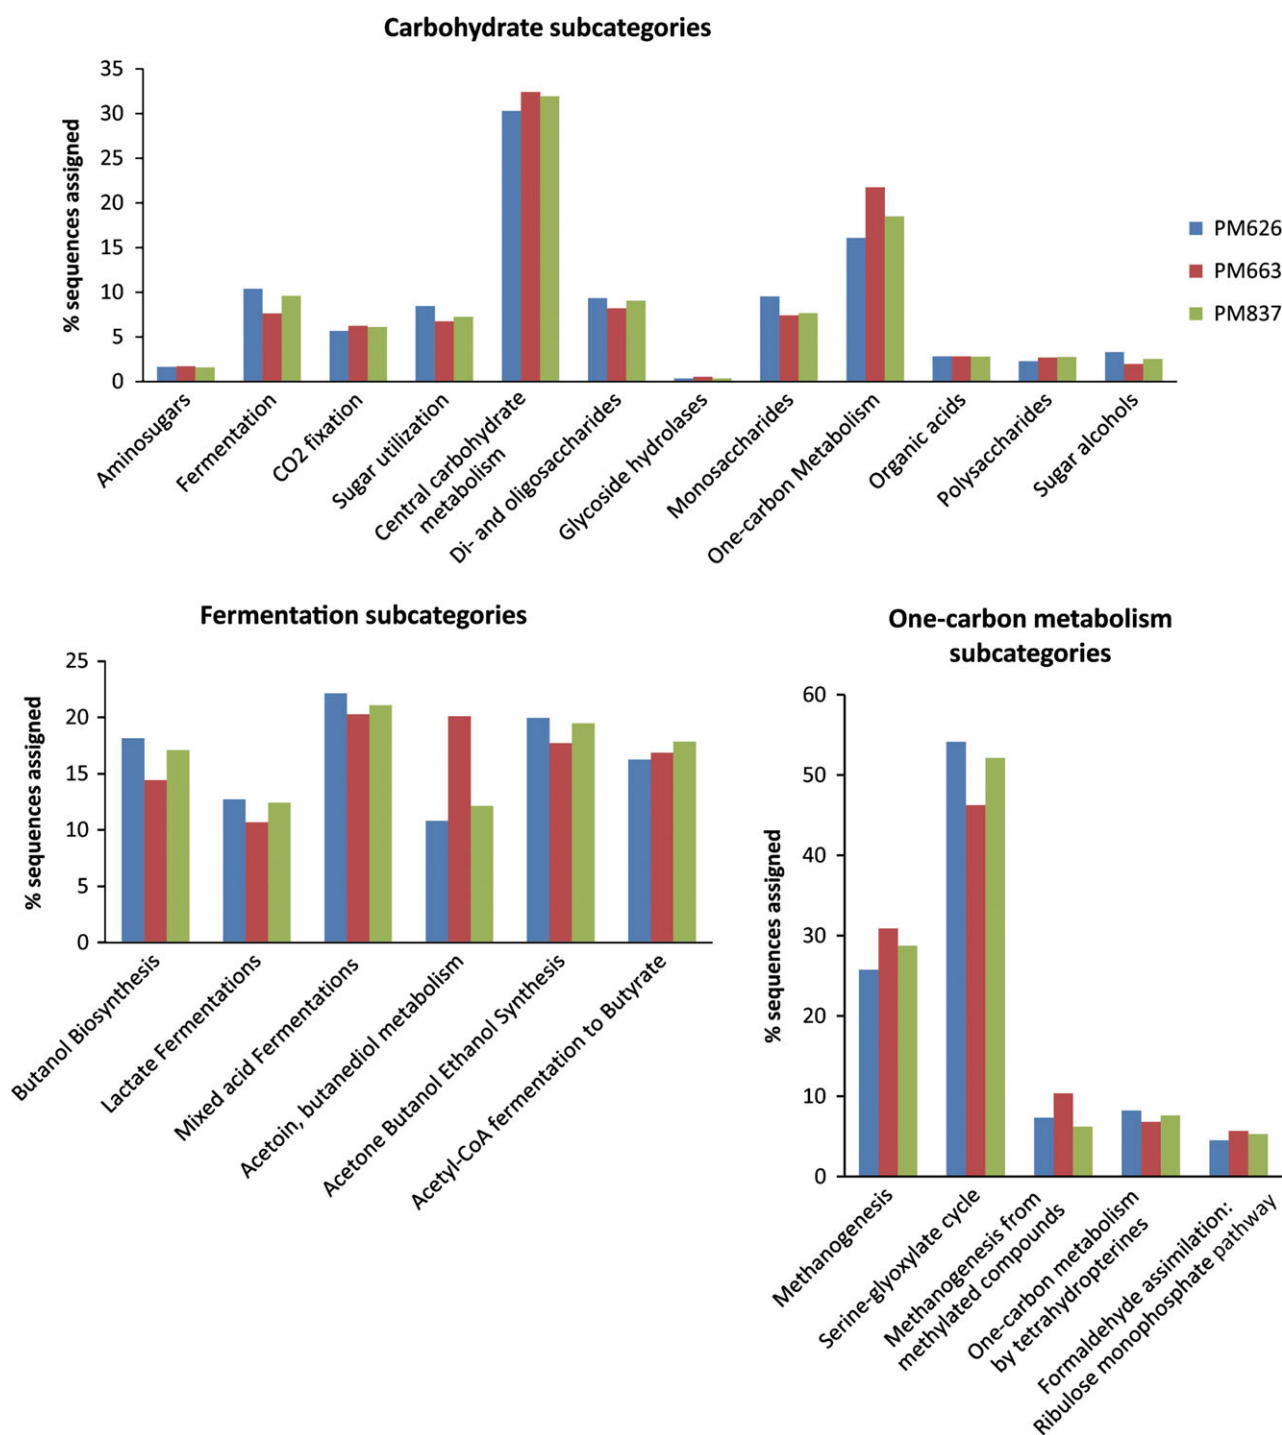 Carbohydrate subcategories
% sequences assigned
35
30
25
20
15
10
5
0
Aminosugars
Fermentation
CO2 fixation
Sugar utilization
Central carbohydrate
metabolism
Di- and oligosaccharides
Glycoside hydrolases
Monosaccharides
One-carbon Metabolism
Organic acids
Polysaccharides
Sugar alcohols
PM626
PM663
PM837
Fermentation subcategories
% sequences assigned
25
20
15
10
5
0
Butanol Biosynthesis
Lactate Fermentations
Mixed acid Fermentations
Acetoin, butanediol metabolism
Acetone Butanol Ethanol Synthesis
Acetyl-CoA fermentation to Butyrate
One-carbon metabolism
subcategories
% sequences assigned
60
50
40
30
20
10
0
Methanogenesis
Serine-glyoxylate cycle
Methanogenesis from
methylated compounds
One-carbon metabolism
by tetrahydropterines
Formaldehyde assimilation:
Ribulose monophosphate pathway